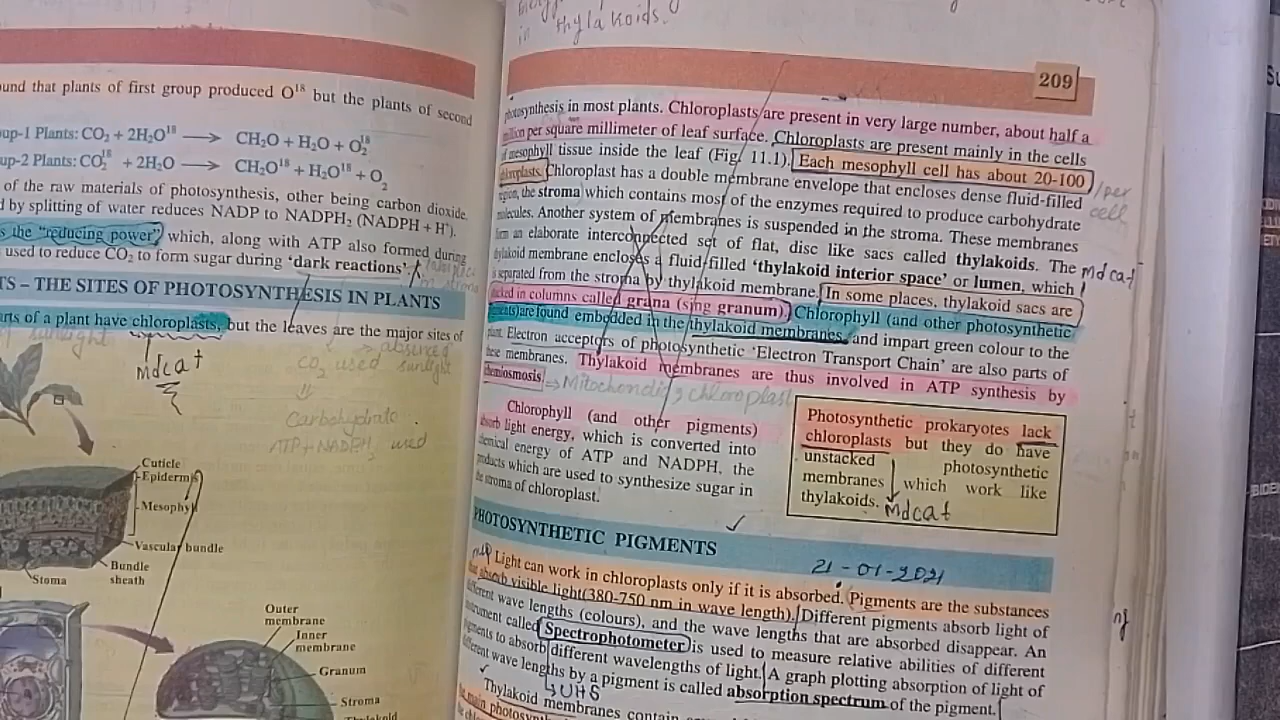 und that plants of first group produced O18 but the plants of second
up-1 Plants: CO2 + 2H2O18 ⟶ CH2O + H2O + O218
up-2 Plants: CO218 + 2H2O ⟶ CH2O18 + H2O18 + O2
of the raw materials of photosynthesis, other being carbon dioxide.
d by splitting of water reduces NADP to NADPH2 (NADPH + H+).
s the "reducing power" which, along with ATP also formed during
used to reduce CO2 to form sugar during 'dark reactions'.
TS – THE SITES OF PHOTOSYNTHESIS IN PLANTS
arts of a plant have chloroplasts, but the leaves are the major sites of
sunlight
Mdcat
absence
CO2 used sunlight
Carbohydrate
ATP + NADPH2 used
Cuticle
Epidermis
Mesophyl
Vascular bundle
Bundle
sheath
Stoma
Outer
membrane
Inner
membrane
Granum
Stroma
in thylakoids.
209
photosynthesis in most plants. Chloroplasts are present in very large number, about half a
million per square millimeter of leaf surface. Chloroplasts are present mainly in the cells
of mesophyll tissue inside the leaf (Fig. 11.1). Each mesophyll cell has about 20-100
chloroplasts. Chloroplast has a double membrane envelope that encloses dense fluid-filled
/per cell
region, the stroma which contains most of the enzymes required to produce carbohydrate
molecules. Another system of membranes is suspended in the stroma. These membranes
form an elaborate interconnected set of flat, disc like sacs called thylakoids. The
Mdcat
thylakoid membrane encloses a fluid-filled 'thylakoid interior space' or lumen, which
is separated from the stroma by thylakoid membrane. In some places, thylakoid sacs are
stacked in columns called grana (sing granum). Chlorophyll (and other photosynthetic
pigments) are found embedded in the thylakoid membranes, and impart green colour to the
plant. Electron acceptors of photosynthetic 'Electron Transport Chain' are also parts of
these membranes. Thylakoid membranes are thus involved in ATP synthesis by
chemiosmosis. ⇒ Mitochondria, chloroplast
Chlorophyll (and other pigments)
absorb light energy, which is converted into
chemical energy of ATP and NADPH, the
products which are used to synthesize sugar in
the stroma of chloroplast.
Photosynthetic prokaryotes lack
chloroplasts but they do have
unstacked photosynthetic
membranes which work like
thylakoids.
Mdcat
PHOTOSYNTHETIC PIGMENTS
21-01-2021
Light can work in chloroplasts only if it is absorbed. Pigments are the substances
that absorb visible light(380-750 nm in wave length). Different pigments absorb light of
different wave lengths (colours), and the wave lengths that are absorbed disappear. An
instrument called Spectrophotometer is used to measure relative abilities of different
pigments to absorb different wavelengths of light. A graph plotting absorption of light of
different wave lengths by a pigment is called absorption spectrum of the pigment.
UHS
Thylakoid membranes contain